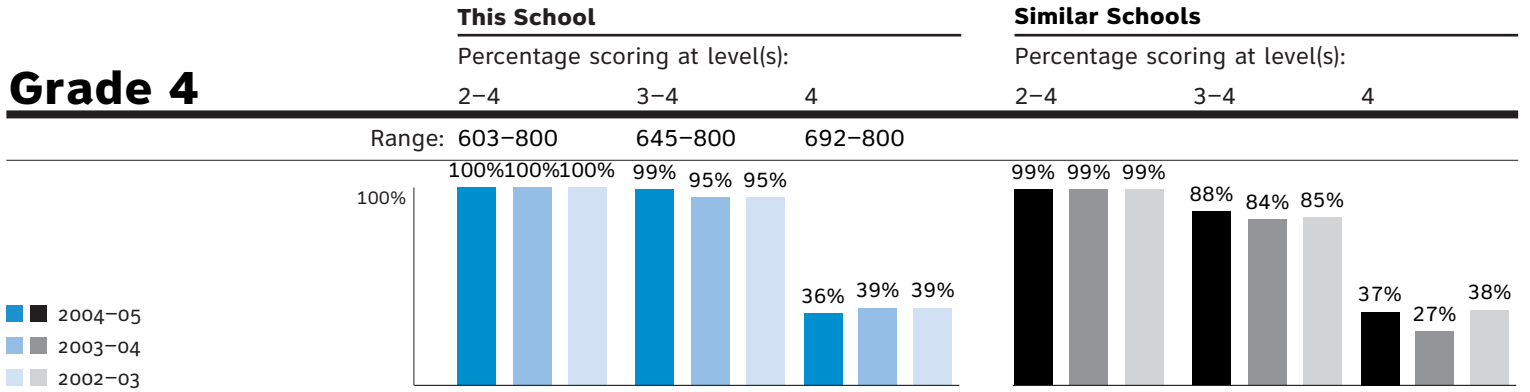 This School Similar Schools
Percentage scoring at level(s): Percentage scoring at level(s):
Grade 4 2–4 3–4 4 2–4 3–4 4
Range: 603–800 645–800 692–800
100% 100% 100% 99% 95% 95% 36% 39% 39% 99% 99% 99% 88% 84% 85% 37% 27% 38%
100%
2004–05
2003–04
2002–03